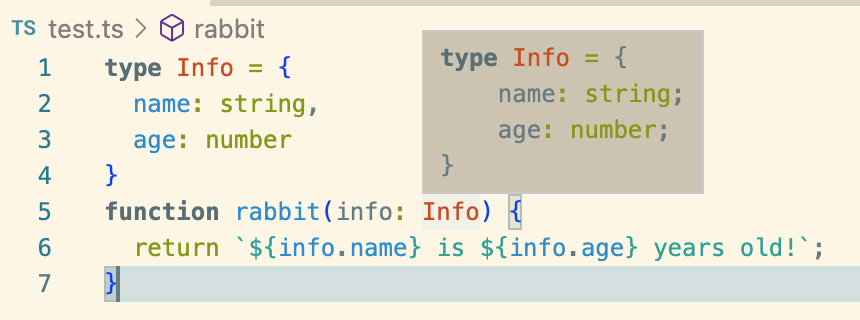 TS test.ts > rabbit
1 type Info = {
2   name: string,
3   age: number
4 }
5 function rabbit(info: Info) {
6   return `${info.name} is ${info.age} years old!`;
7 }
type Info = {
    name: string;
    age: number;
}